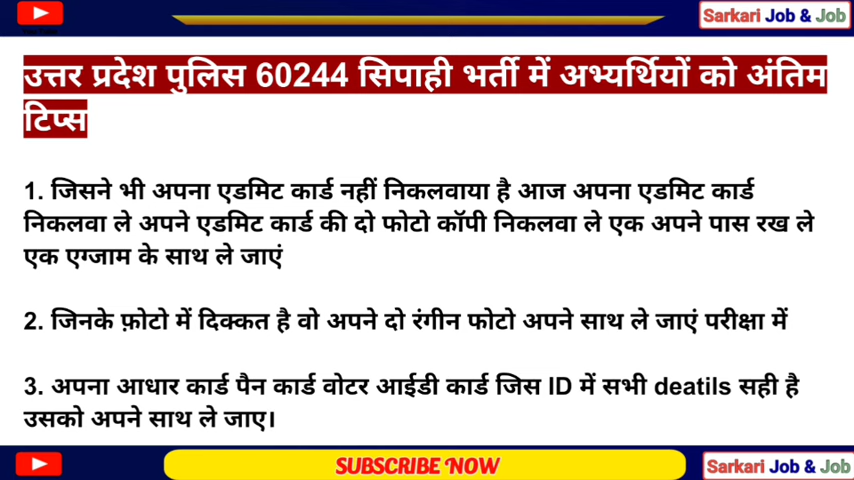 Sarkari Job & Job
उत्तर प्रदेश पुलिस 60244 सिपाही भर्ती में अभ्यर्थियों को अंतिम
टिप्स
1. जिसने भी अपना एडमिट कार्ड नहीं निकलवाया है आज अपना एडमिट कार्ड
निकलवा ले अपने एडमिट कार्ड की दो फोटो कॉपी निकलवा ले एक अपने पास रख ले
एक एग्जाम के साथ ले जाएं
2. जिनके फ़ोटो में दिक्कत है वो अपने दो रंगीन फोटो अपने साथ ले जाएं परीक्षा में
3. अपना आधार कार्ड पैन कार्ड वोटर आईडी कार्ड जिस ID में सभी deatils सही है
उसको अपने साथ ले जाए।
SUBSCRIBE NOW
Sarkari Job & Job